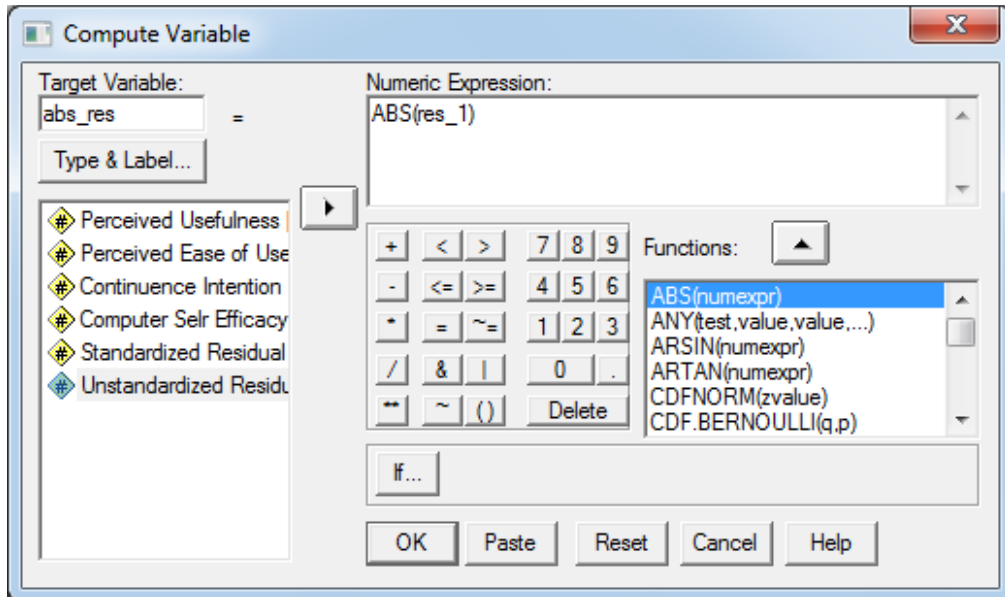 Compute Variable
Target Variable:
abs_res
=
Type & Label...
Numeric Expression:
ABS(res_1)
Perceived Usefulness
Perceived Ease of Use
Continuence Intention
Computer Selr Efficacy
Standardized Residual
Unstandardized Residu
+ < > 7 8 9
- <= >= 4 5 6
* = ~= 1 2 3
/ & | 0 .
** ~ () Delete
Functions:
ABS(numexpr)
ANY(test,value,value,...)
ARSIN(numexpr)
ARTAN(numexpr)
CDFNORM(zvalue)
CDF.BERNOULLI(q,p)
If...
OK Paste Reset Cancel Help